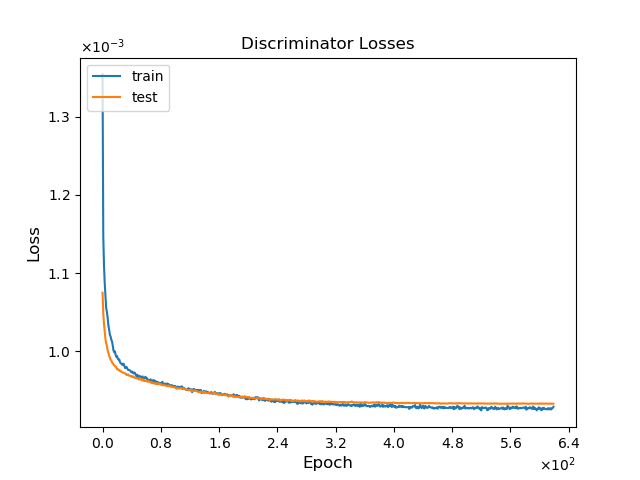 ×10⁻³
Discriminator Losses
train
test
1.3
1.2
1.1
1.0
Loss
0.0 0.8 1.6 2.4 3.2 4.0 4.8 5.6 6.4
Epoch
×10²